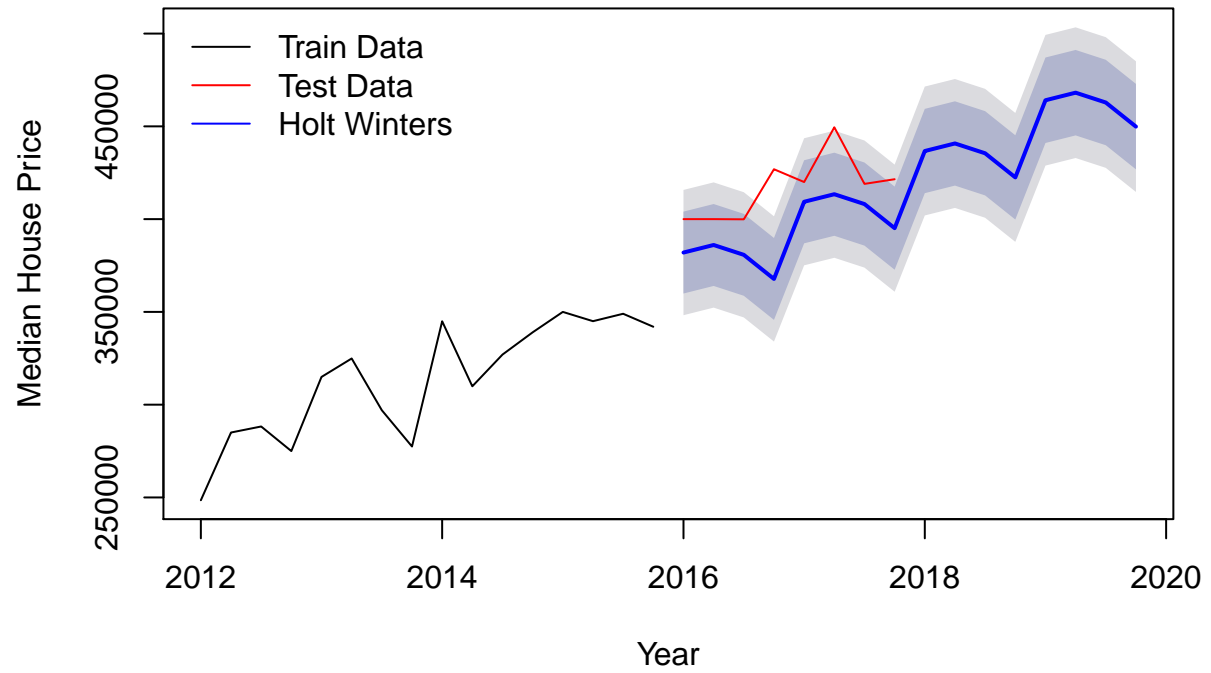 Train Data
Test Data
Holt Winters
Median House Price
450000
350000
250000
2012 2014 2016 2018 2020
Year